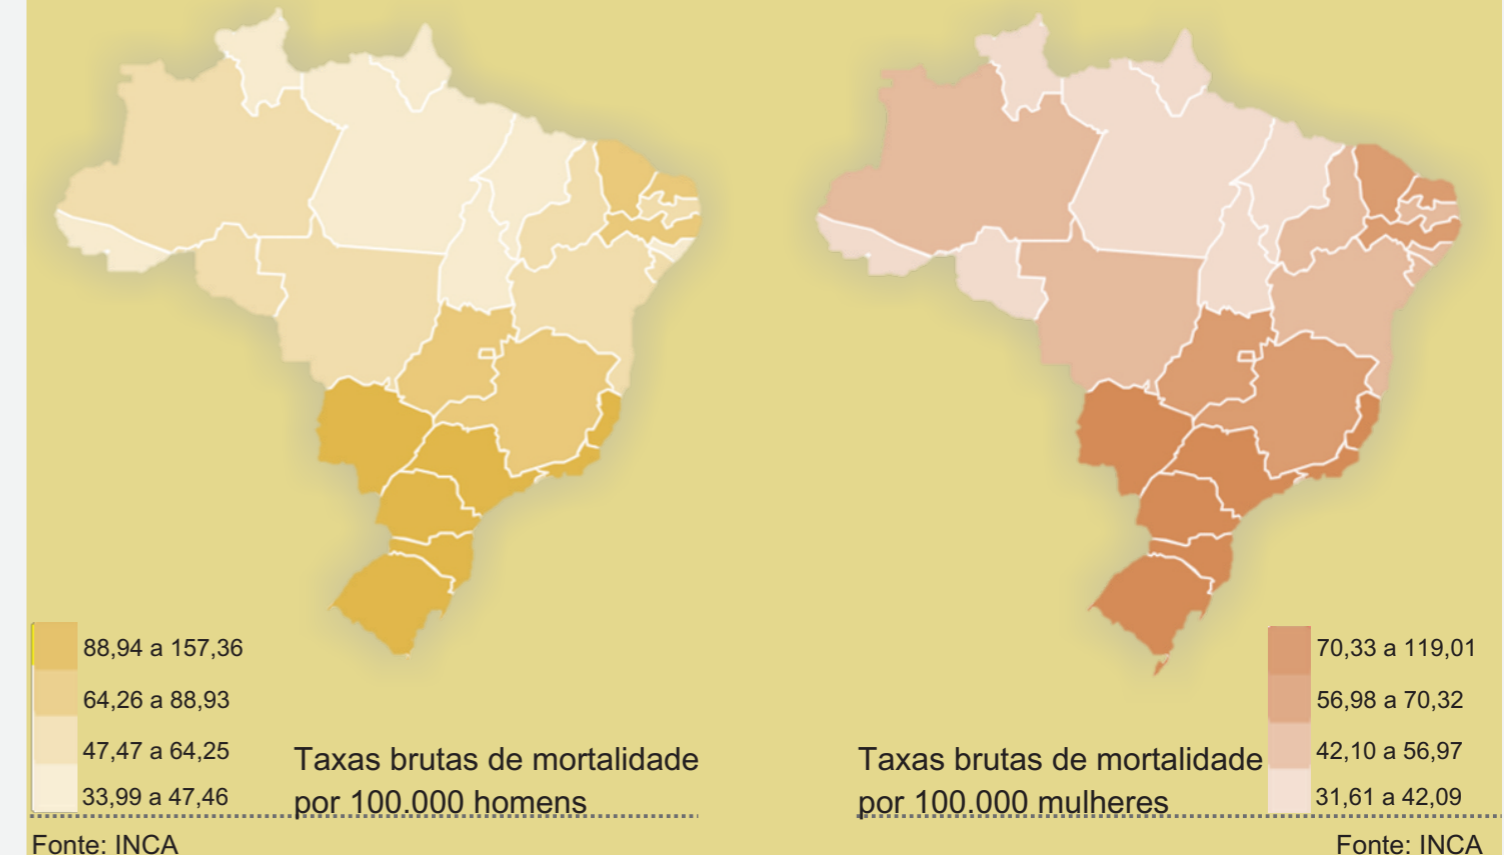 88,94 a 157,36
64,26 a 88,93
47,47 a 64,25
33,99 a 47,46
Taxas brutas de mortalidade
por 100.000 homens
Fonte: INCA
Taxas brutas de mortalidade
por 100.000 mulheres
70,33 a 119,01
56,98 a 70,32
42,10 a 56,97
31,61 a 42,09
Fonte: INCA